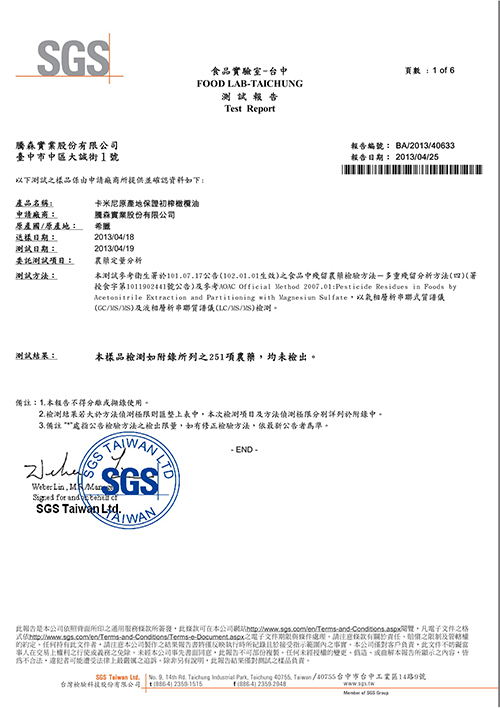 SGS
食品實驗室-台中
FOOD LAB-TAICHUNG
測 試 報 告
Test Report
頁數 : 1 of 6
騰森實業股份有限公司
臺中市中區大誠街1號
報告編號： BA/2013/40633
報告日期： 2013/04/25
以下測試之樣品係由申請廠商所提供並確認資料如下:
產品名稱: 卡米尼原產地保證初榨橄欖油
申請廠商： 騰森實業股份有限公司
原產國/原產地： 希臘
送樣日期： 2013/04/18
測試日期： 2013/04/19
委託測試項目： 農藥定量分析
測試方法： 本測試參考衛生署於101.07.17公告(102.01.01生效)之食品中殘留農藥檢驗方法－多重殘留分析方法(四)(署
授食字第1011902441號公告)及參考AOAC Official Method 2007.01:Pesticide Residues in Foods by
Acetonitrile Extraction and Partitioning with Magnesiun Sulfate，以氣相層析串聯式質譜儀
(GC/MS/MS)及液相層析串聯質譜儀(LC/MS/MS)檢測。
測試結果： 本樣品檢測如附錄所列之251項農藥，均未檢出。
備註：1.本報告不得分離或擷錄使用。
2.檢測結果若大於方法偵測極限則匯整上表中，本次檢測項目及方法偵測極限分別詳列於附錄中。
3.備註"*"處指公告檢驗方法之檢出限量，如有修正檢驗方法，依最新公告者為準。
- END -
SGS TAIWAN LTD
SGS
TAIWAN
Weber Lin, M.R./Manager
Signed for and on behalf of
SGS Taiwan Ltd.
此報告是本公司依照背面所印之通用服務條款所簽發，此條款可在本公司網站http://www.sgs.com/en/Terms-and-Conditions.aspx閱覽，凡電子文件之格
式依http://www.sgs.com/en/Terms-and-Conditions/Terms-e-Document.aspx之電子文件期限與條件處理。請注意條款有關於責任、賠償之限制及管轄權
的約定。任何持有此文件者，請注意本公司製作之結果報告書將僅反映執行時所紀錄且於接受指示範圍內之事實。本公司僅對客戶負責，此文件不妨礙當
事人在交易上權利之行使或義務之免除。未經本公司事先書面同意，此報告不可部份複製。任何未經授權的變更、偽造、或曲解本報告所顯示之內容，皆
為不合法，違犯者可能遭受法律上最嚴厲之追訴。除非另有說明，此報告結果僅對測試之樣品負責。
SGS Taiwan Ltd.
台灣檢驗科技股份有限公司
No. 9, 14th Rd. Taichung Industrial Park, Taichung 40755, Taiwan /40755台中市台中工業區14路9號
t (886-4) 2359-1515 f (886-4) 2359-2948
www.sgs.tw
Member of SGS Group